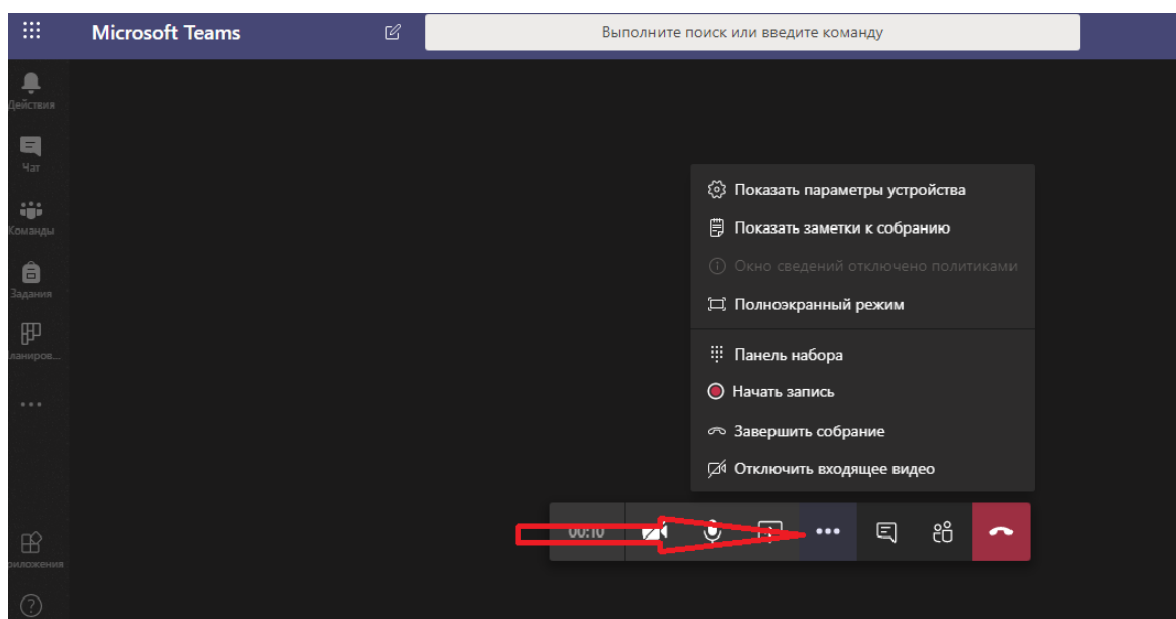 Microsoft Teams
Выполните поиск или введите команду
Действия
Чат
Команды
Задания
ланиров...
риложения
Показать параметры устройства
Показать заметки к собранию
Окно сведений отключено политиками
Полноэкранный режим
Панель набора
Начать запись
Завершить собрание
Отключить входящее видео
00:10